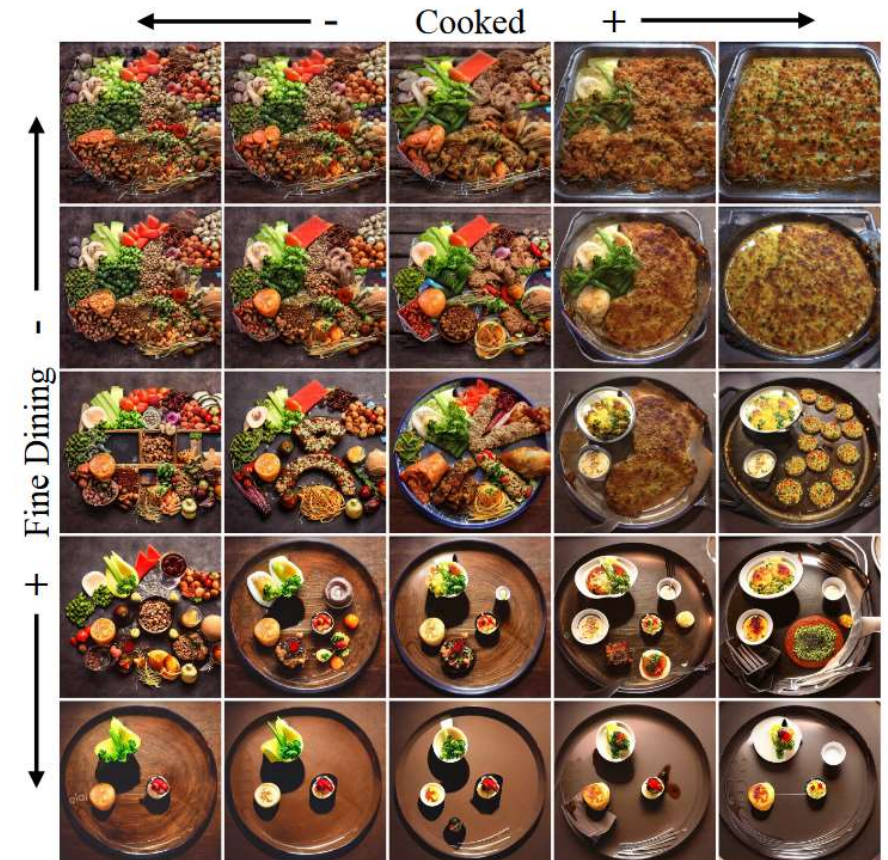 - Cooked +
- Fine Dining +